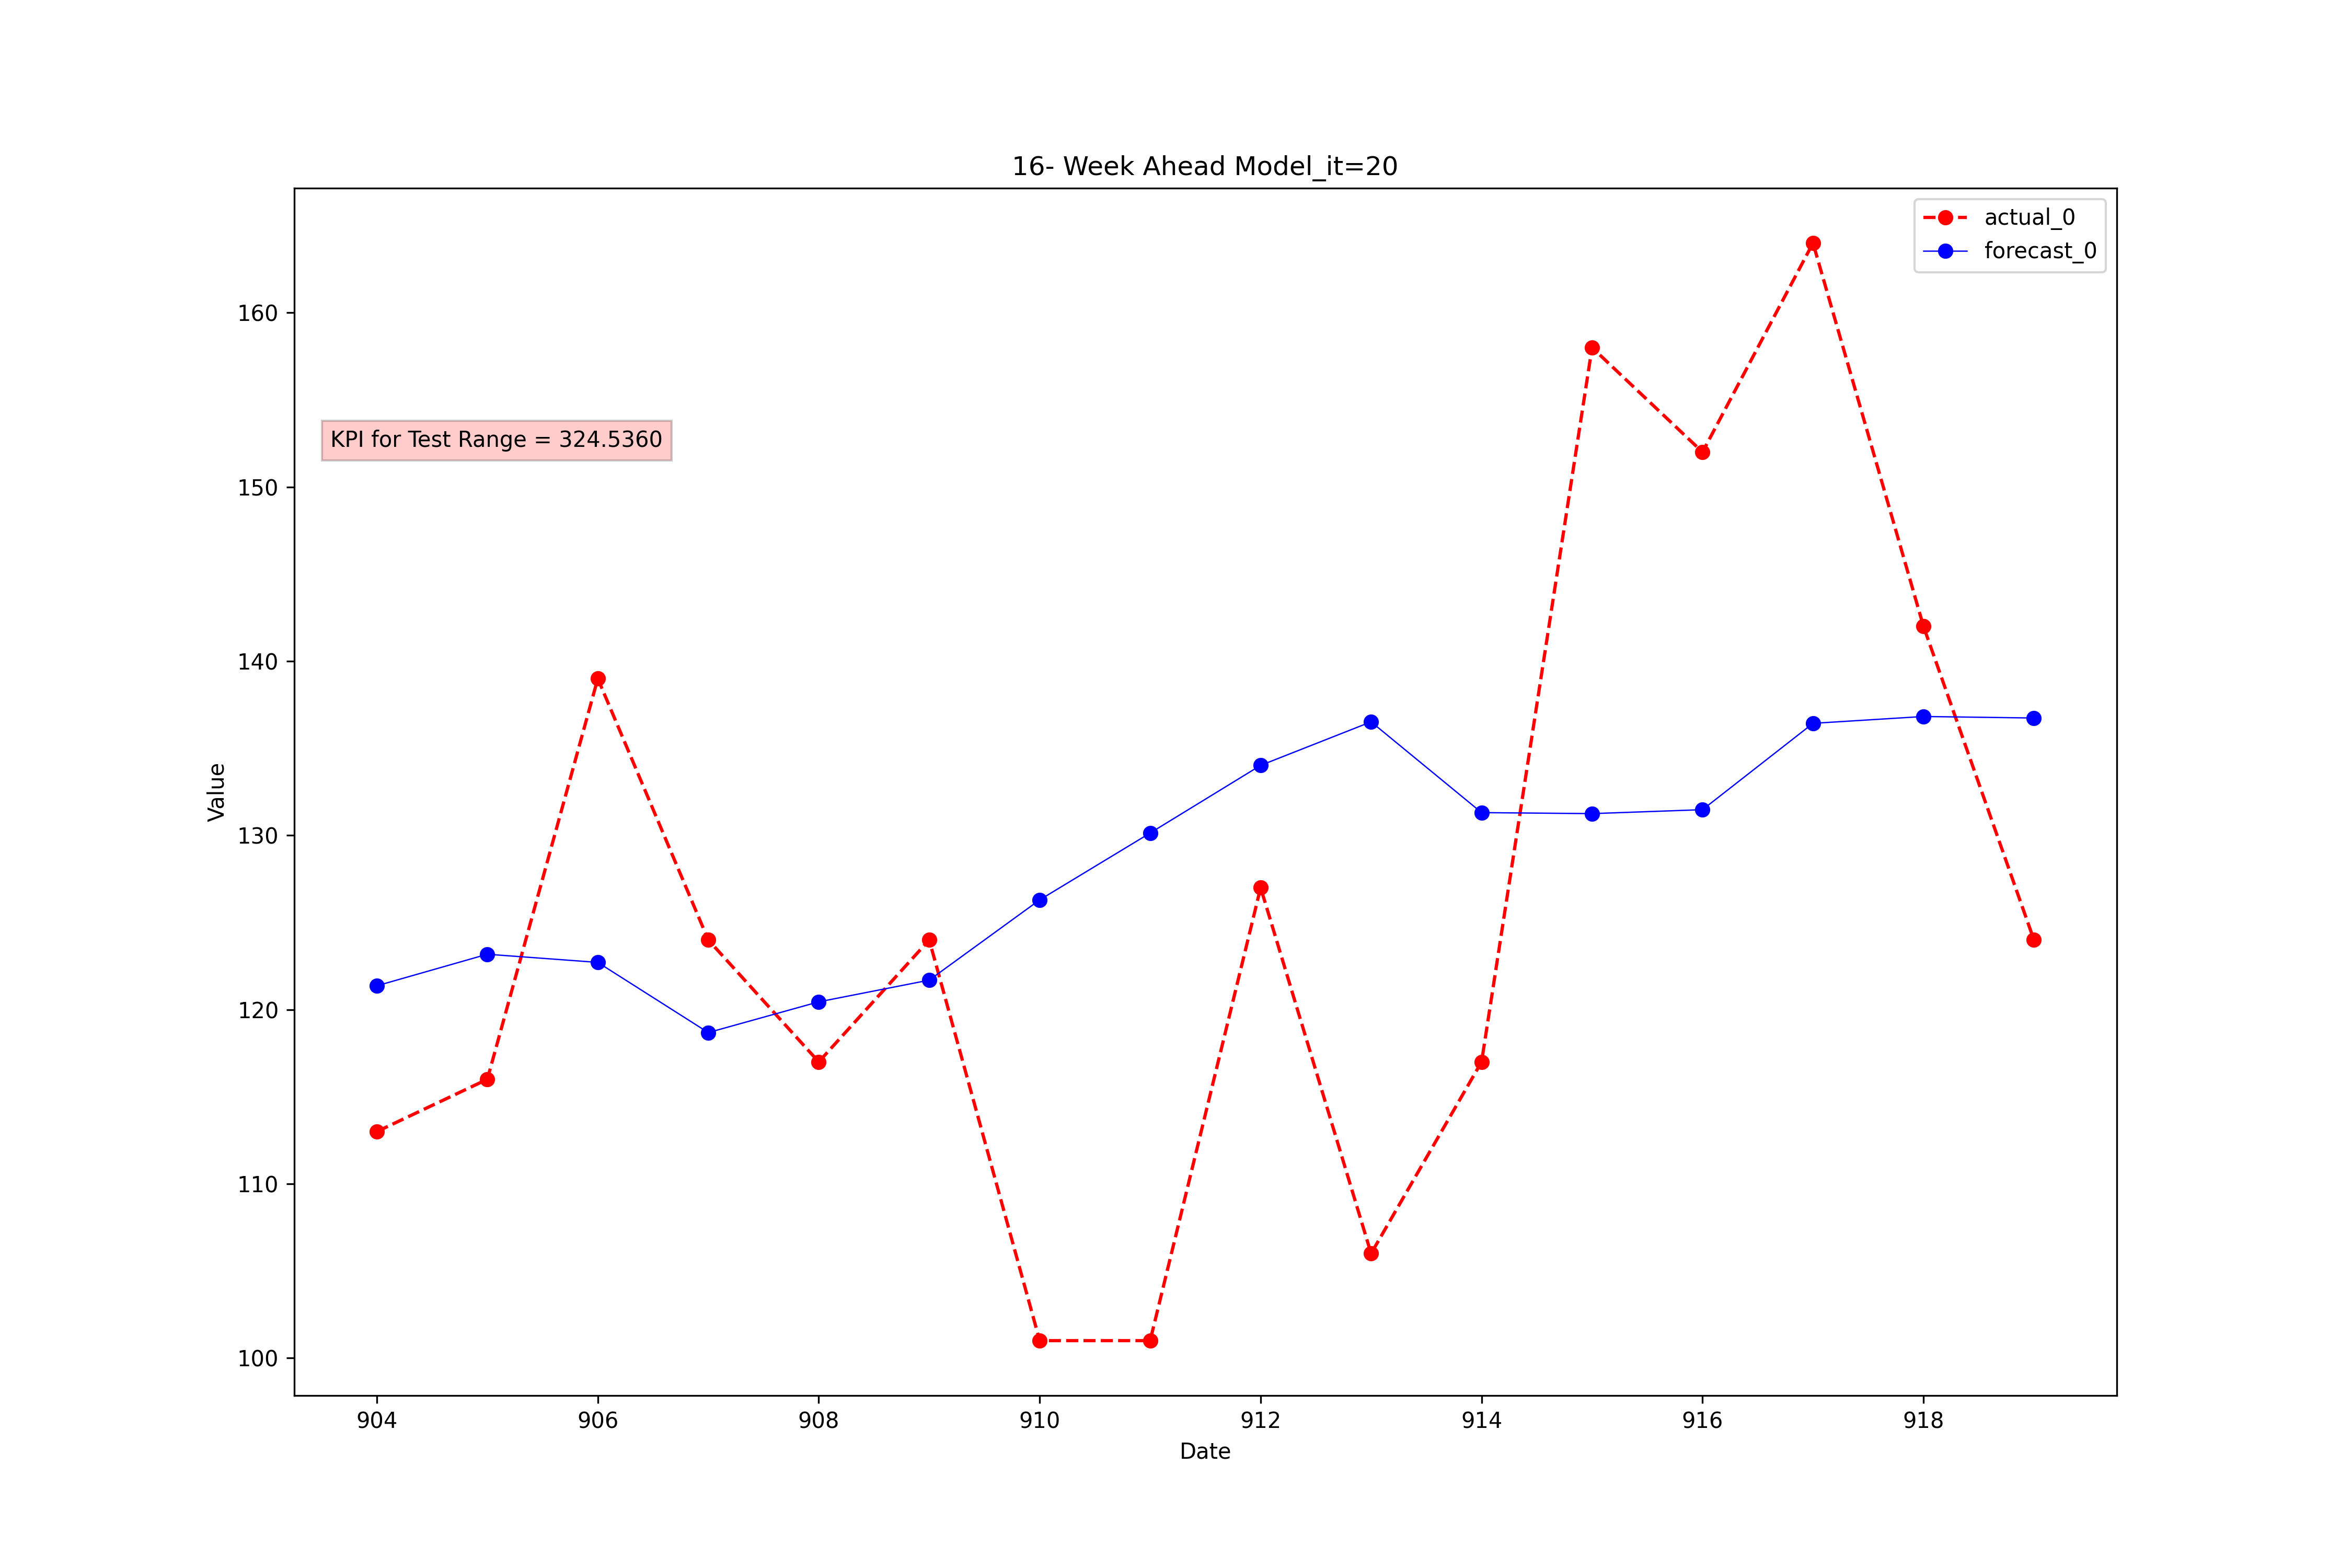 16- Week Ahead Model_it=20
actual_0
forecast_0
KPI for Test Range = 324.5360
Value
160
150
140
130
120
110
100
904 906 908 910 912 914 916 918
Date